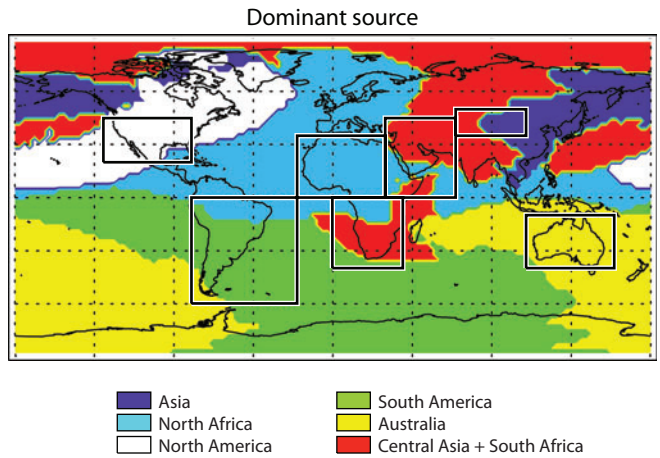 Dominant source
Asia
North Africa
North America
South America
Australia
Central Asia + South Africa